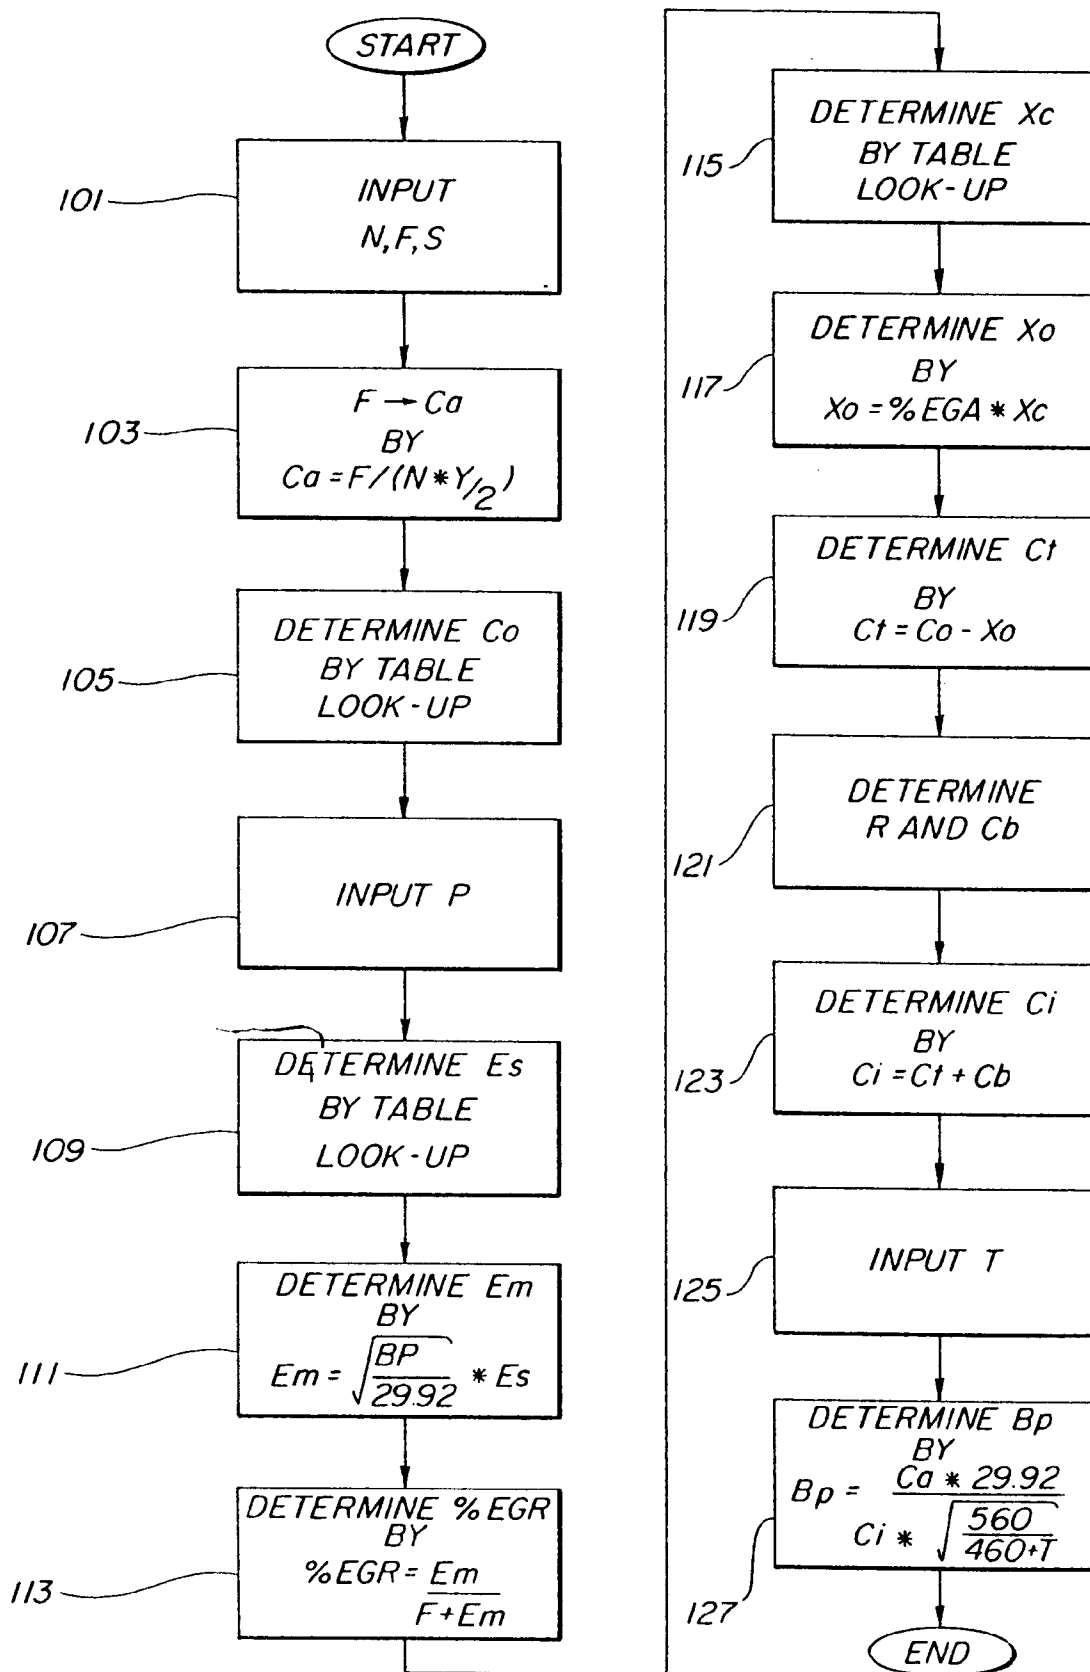 START
101
INPUT
N, F, S
103
F → Ca
BY
Ca = F / (N * Y/2)
105
DETERMINE Co
BY TABLE
LOOK-UP
107
INPUT P
109
DETERMINE Es
BY TABLE
LOOK-UP
111
DETERMINE Em
BY
Em = √(BP/29.92) * Es
113
DETERMINE % EGR
BY
% EGR = Em / F + Em
115
DETERMINE Xc
BY TABLE
LOOK-UP
117
DETERMINE Xo
BY
Xo = % EGA * Xc
119
DETERMINE Ct
BY
Ct = Co - Xo
121
DETERMINE
R AND Cb
123
DETERMINE Ci
BY
Ci = Ct + Cb
125
INPUT T
127
DETERMINE Bp
BY
Bp = Ca * 29.92
Ci * √(560/460+T)
END